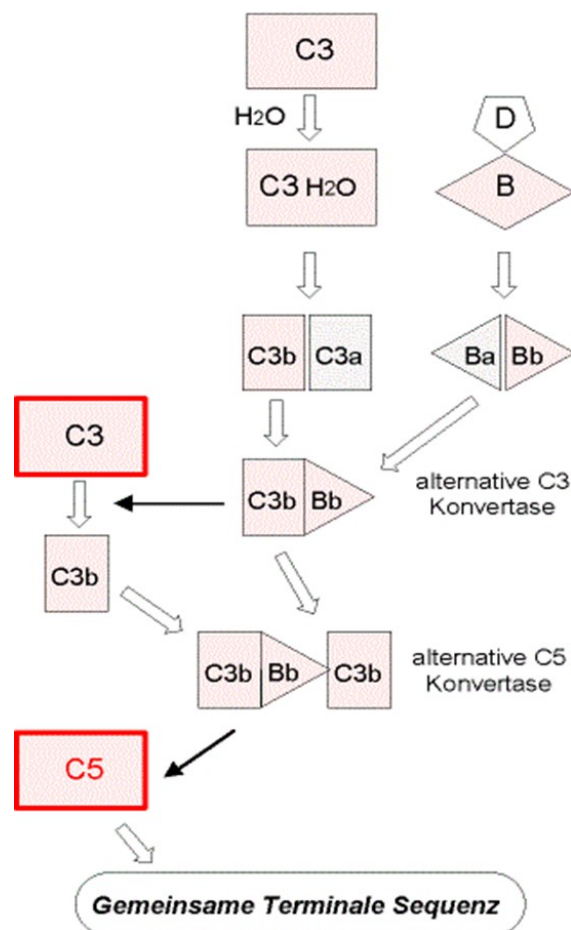 C3
H2O
D
C3 H2O
B
C3b C3a
Ba Bb
C3
C3b Bb
alternative C3
Konvertase
C3b
C3b Bb C3b
alternative C5
Konvertase
C5
Gemeinsame Terminale Sequenz